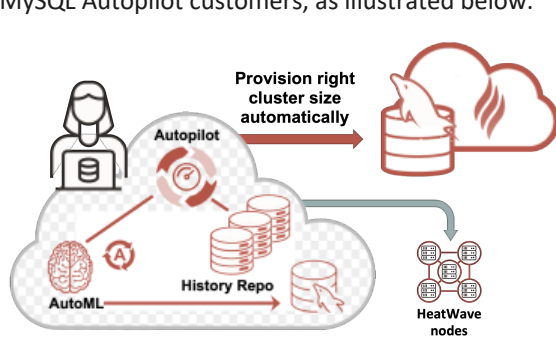 MySQL Autopilot customers, as illustrated below.
Provision right
cluster size
automatically
Autopilot
A
History Repo
AutoML
HeatWave
nodes